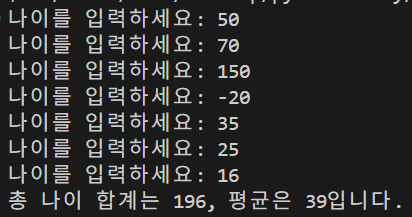 나이를 입력하세요: 50
나이를 입력하세요: 70
나이를 입력하세요: 150
나이를 입력하세요: -20
나이를 입력하세요: 35
나이를 입력하세요: 25
나이를 입력하세요: 16
총 나이 합계는 196, 평균은 39입니다.